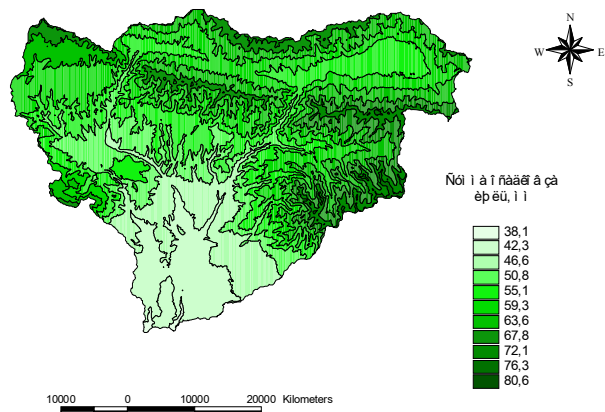 N
W E
S
Ñóì ì à î ñàäêî â çà
èþ ëü, ì ì
38,1
42,3
46,6
50,8
55,1
59,3
63,6
67,8
72,1
76,3
80,6
10000 0 10000 20000 Kilometers